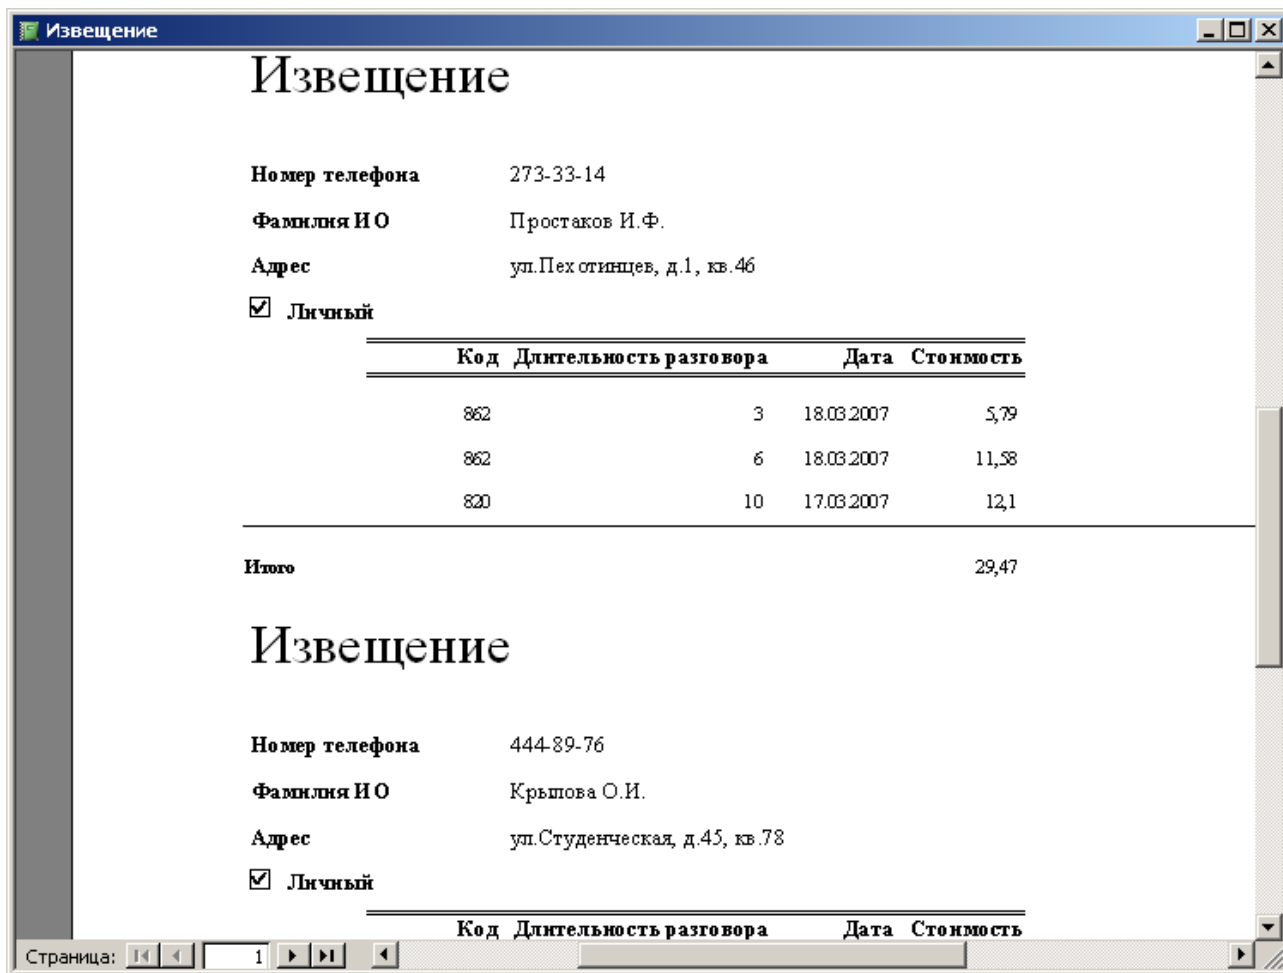 Извещение
Извещение
Номер телефона 273-33-14
Фамилия И О Простаков И.Ф.
Адрес ул.Пехотинцев, д.1, кв.46
Личный
Код Длительность разговора Дата Стоимость
862 3 18.03.2007 5,79
862 6 18.03.2007 11,58
820 10 17.03.2007 12,1
Итого 29,47
Извещение
Номер телефона 444-89-76
Фамилия И О Крылова О.И.
Адрес ул.Студенческая, д.45, кв.78
Личный
Код Длительность разговора Дата Стоимость
Страница: 1